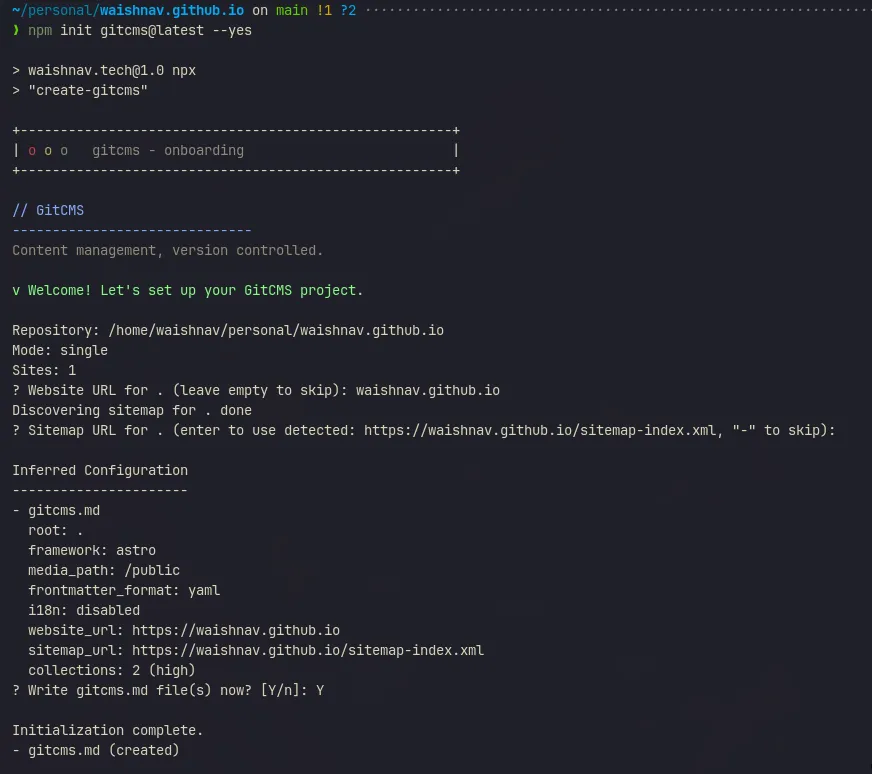 ~/personal/waishnav.github.io on main !1 ?2
❯ npm init gitcms@latest --yes
> waishnav.tech@1.0 npx
> "create-gitcms"
+------------------------------------------------------+
| o o o   gitcms - onboarding                          |
+------------------------------------------------------+
// GitCMS
------------------------------
Content management, version controlled.
v Welcome! Let's set up your GitCMS project.
Repository: /home/waishnav/personal/waishnav.github.io
Mode: single
Sites: 1
? Website URL for . (leave empty to skip): waishnav.github.io
Discovering sitemap for . done
? Sitemap URL for . (enter to use detected: https://waishnav.github.io/sitemap-index.xml, "-" to skip):
Inferred Configuration
----------------------
- gitcms.md
  root: .
  framework: astro
  media_path: /public
  frontmatter_format: yaml
  i18n: disabled
  website_url: https://waishnav.github.io
  sitemap_url: https://waishnav.github.io/sitemap-index.xml
  collections: 2 (high)
? Write gitcms.md file(s) now? [Y/n]: Y
Initialization complete.
- gitcms.md (created)